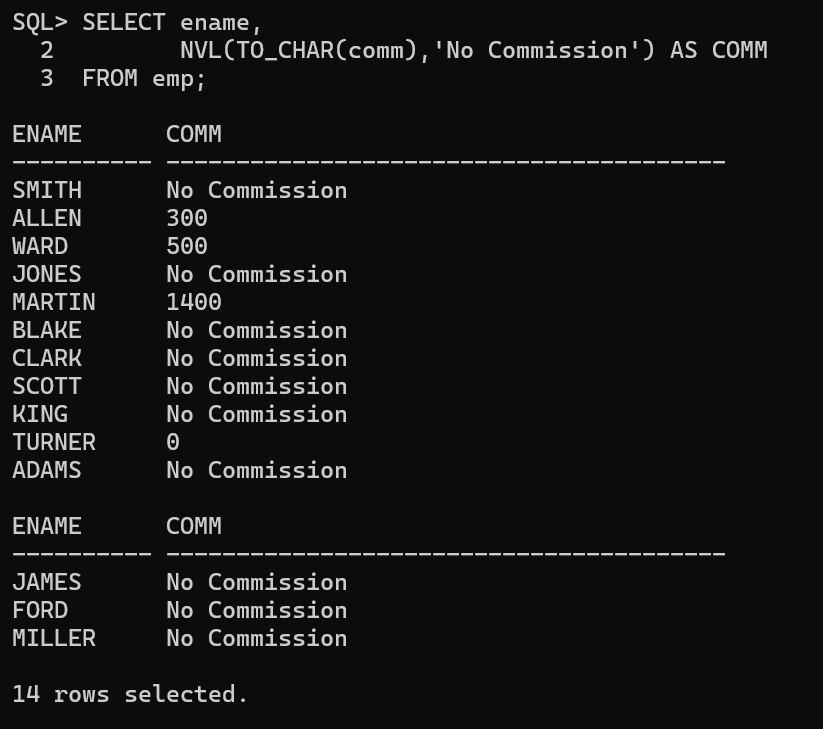 SQL> SELECT ename,
  2         NVL(TO_CHAR(comm),'No Commission') AS COMM
  3  FROM emp;

ENAME      COMM
---------- ----------------------------------------
SMITH      No Commission
ALLEN      300
WARD       500
JONES      No Commission
MARTIN     1400
BLAKE      No Commission
CLARK      No Commission
SCOTT      No Commission
KING       No Commission
TURNER     0
ADAMS      No Commission

ENAME      COMM
---------- ----------------------------------------
JAMES      No Commission
FORD       No Commission
MILLER     No Commission

14 rows selected.